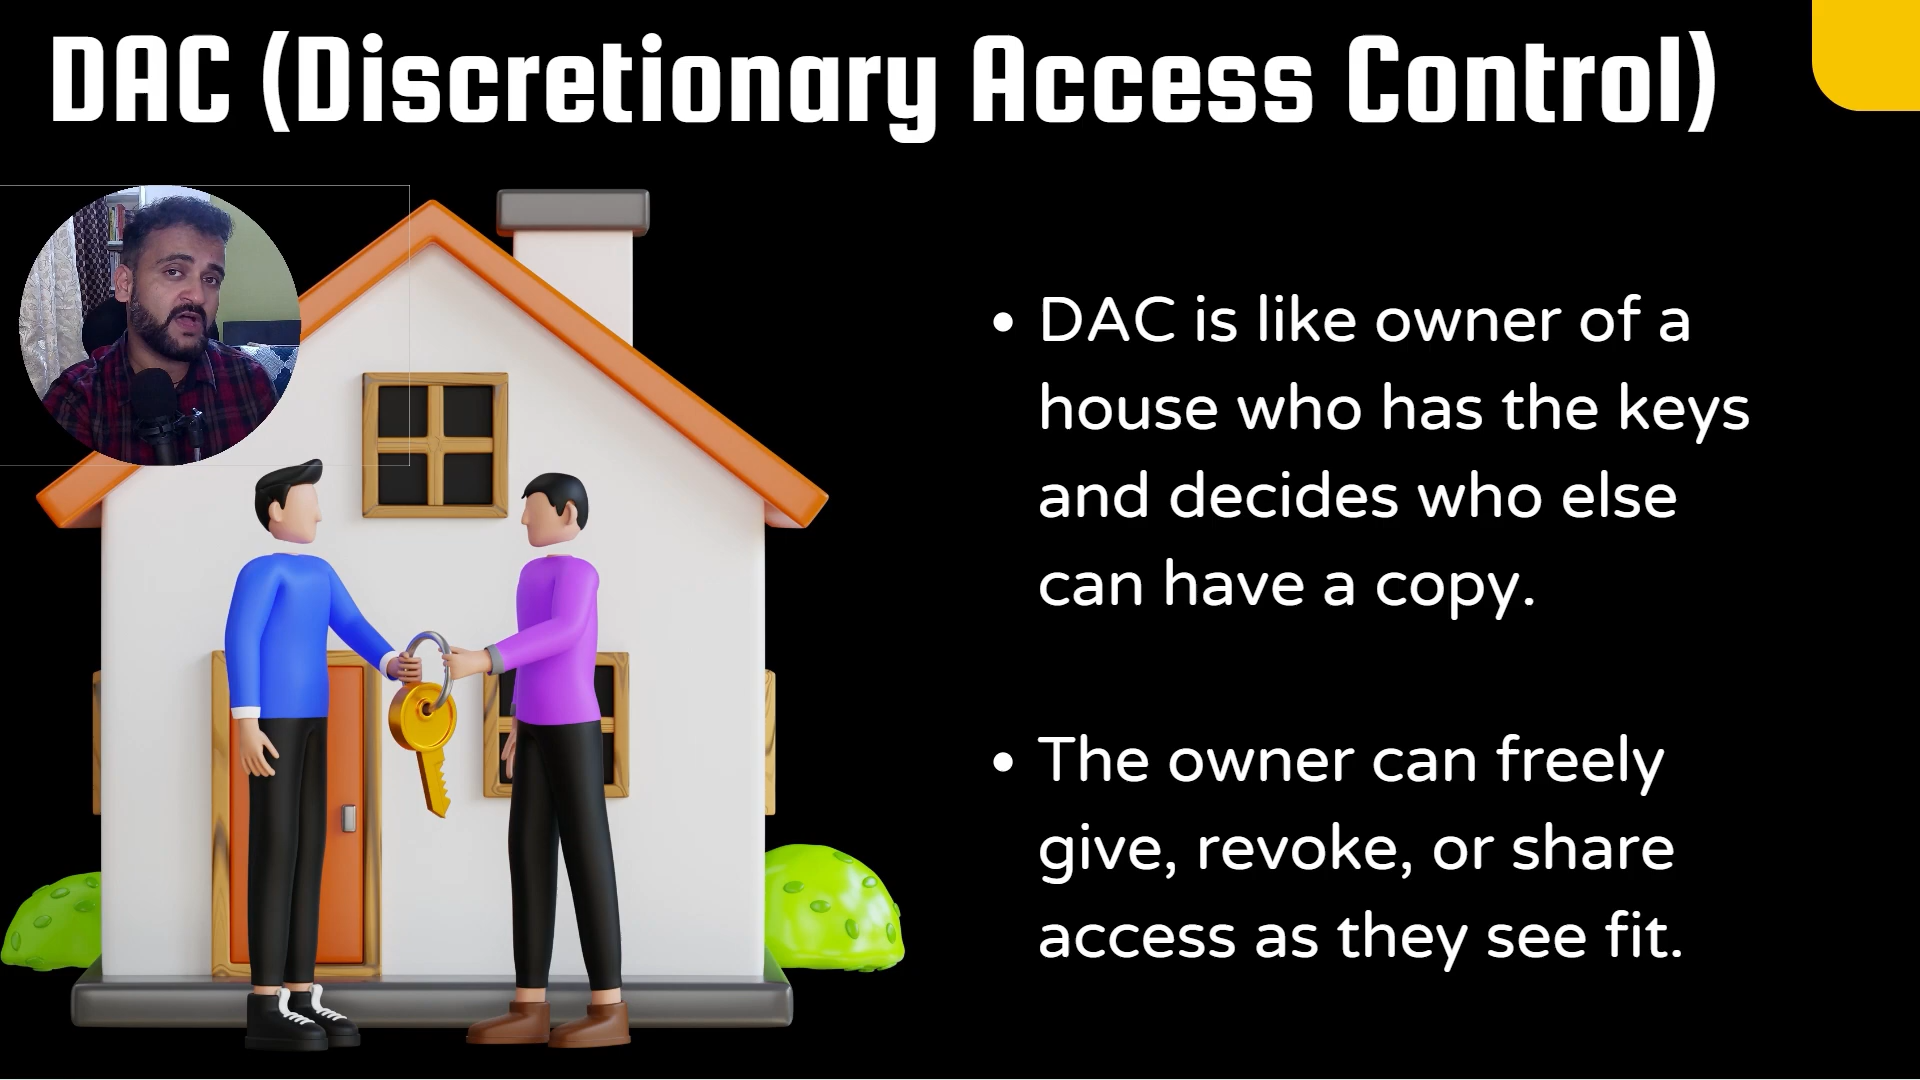 DAC (Discretionary Access Control)
• DAC is like owner of a
house who has the keys
and decides who else
can have a copy.
• The owner can freely
give, revoke, or share
access as they see fit.